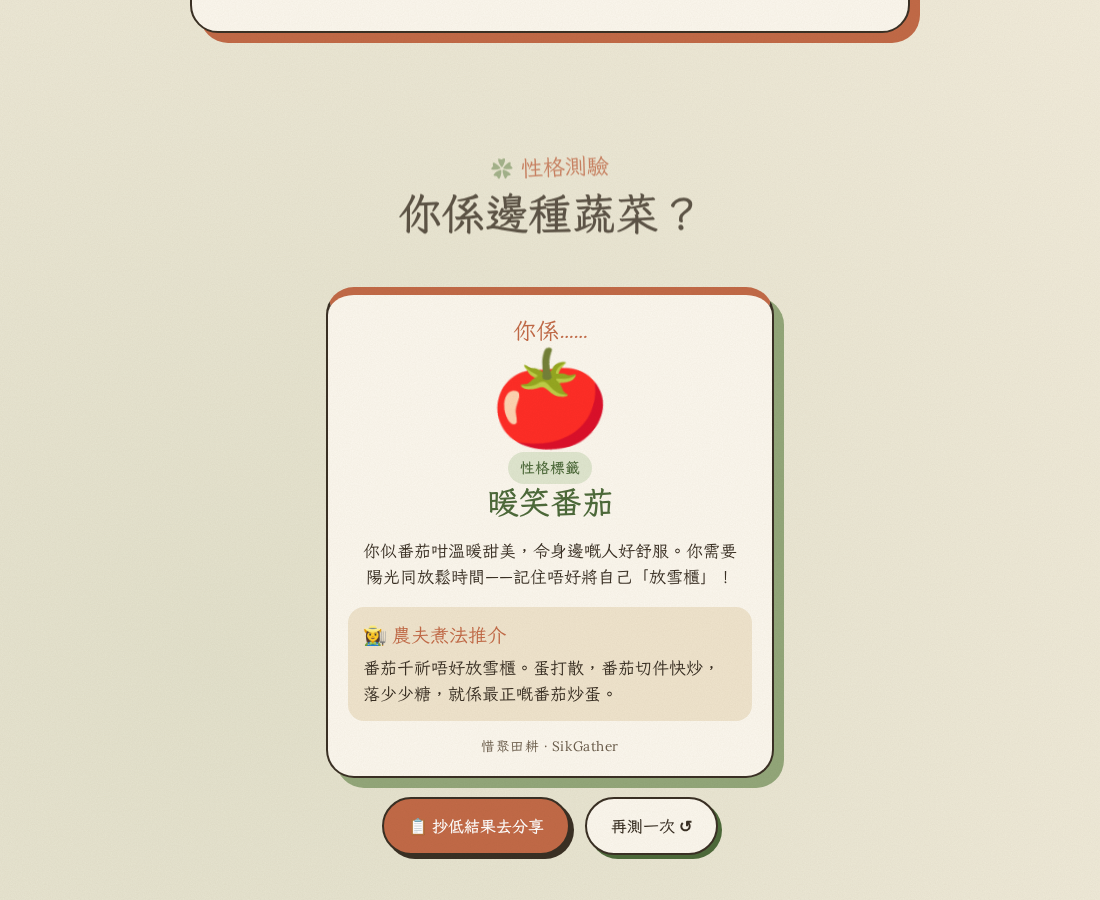 性格測驗
你係邊種蔬菜？
你係……
性格標籤
暖笑番茄
你似番茄咁溫暖甜美，令身邊嘅人好舒服。你需要
陽光同放鬆時間——記住唔好將自己「放雪櫃」！
農夫煮法推介
番茄千祈唔好放雪櫃。蛋打散，番茄切件快炒，
落少少糖，就係最正嘅番茄炒蛋。
惜聚田耕 · SikGather
抄低結果去分享
再測一次 ↺